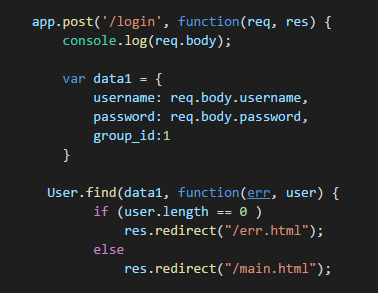 app.post('/login', function(req, res) {
console.log(req.body);
var data1 = {
username: req.body.username,
password: req.body.password,
group_id:1
}
User.find(data1, function(err, user) {
if (user.length == 0 )
res.redirect("/err.html");
else
res.redirect("/main.html");